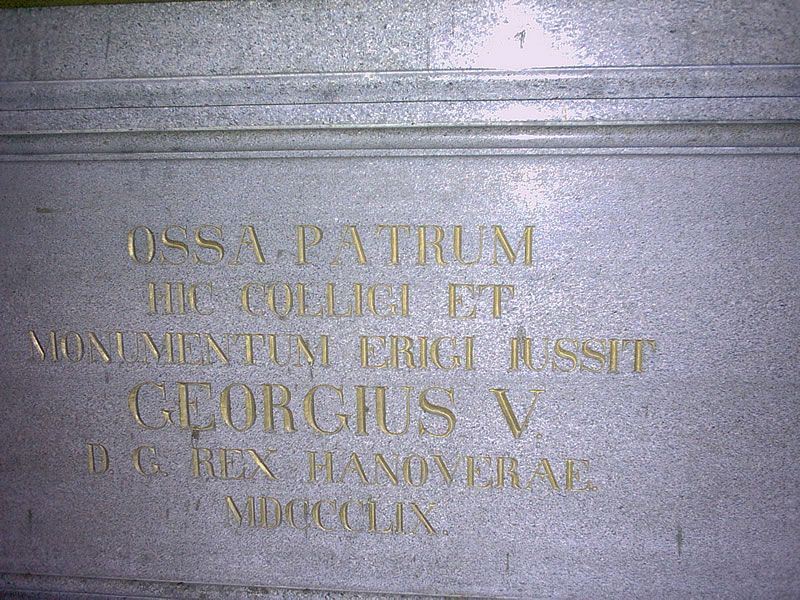 OSSA PATRUM
HIC COLLIGI ET
MONUMENTUM ERIGI IUSSIT
GEORGIUS V.
D. G. REX HANOVERAE.
MDCCCLIX.